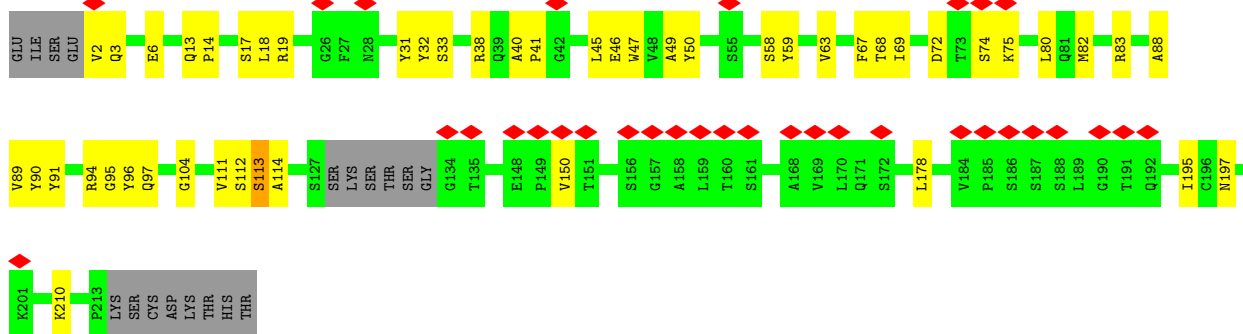 GLU ILE SER GLU V2 Q3 E6 Q13 P14 S17 L18 R19 G26 F27 N28 Y31 Y32 S33 R38 Q39 A40 P41 G42 L45 E46 W47 V48 A49 Y50 S55 S58 Y59 V63 F67 T68 I69 D72 T73 S74 K75 L80 Q81 M82 R83 A88
V89 Y90 Y91 R94 G95 Y96 Q97 G104 V111 S112 S113 A114 S127 SER LYS SER THR SER GLY G134 T135 E148 P149 V150 T151 S156 G157 A158 L159 T160 S161 A168 V169 L170 Q171 S172 L178 V184 P185 S186 S187 S188 L189 G190 T191 Q192 I195 C196 N197
K201 K210 P213 LYS SER CYS ASP LYS THR HIS THR